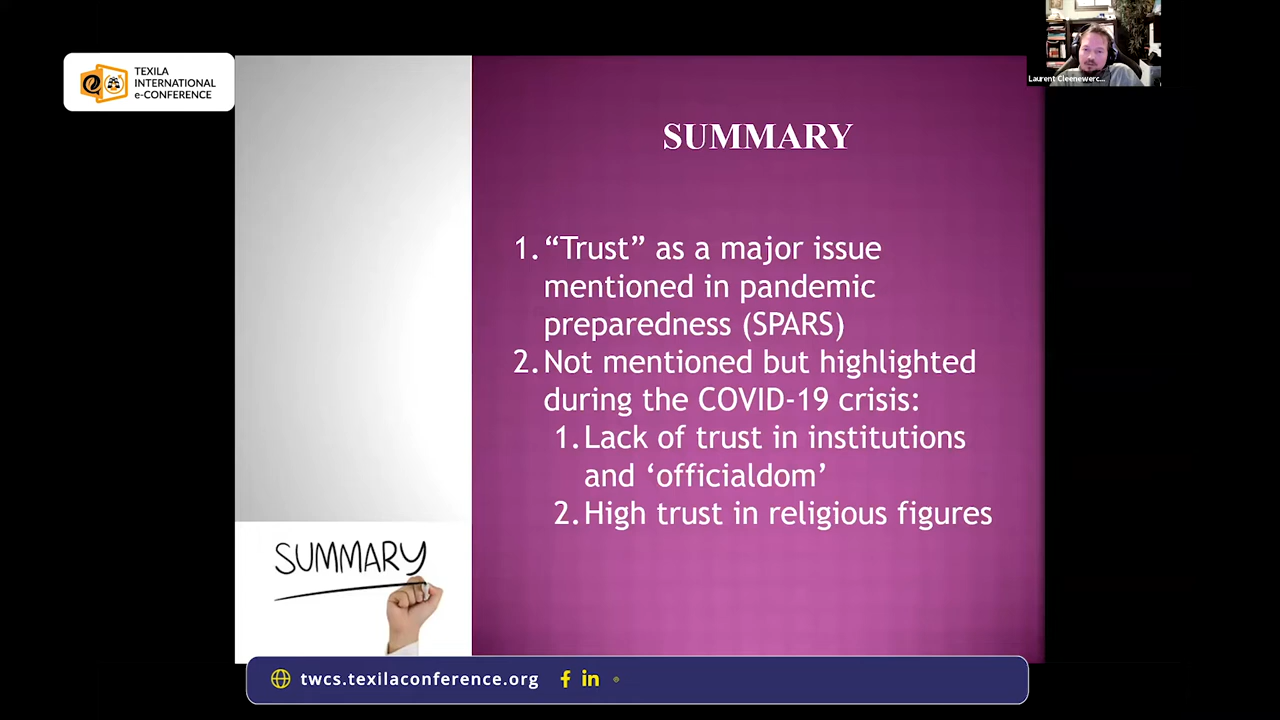 TEXILA
INTERNATIONAL
e-CONFERENCE
Laurent Cleenewerc...
SUMMARY
1. “Trust” as a major issue
mentioned in pandemic
preparedness (SPARS)
2. Not mentioned but highlighted
during the COVID-19 crisis:
1. Lack of trust in institutions
and ‘officialdom’
2. High trust in religious figures
SUMMARY
twcs.texilaconference.org